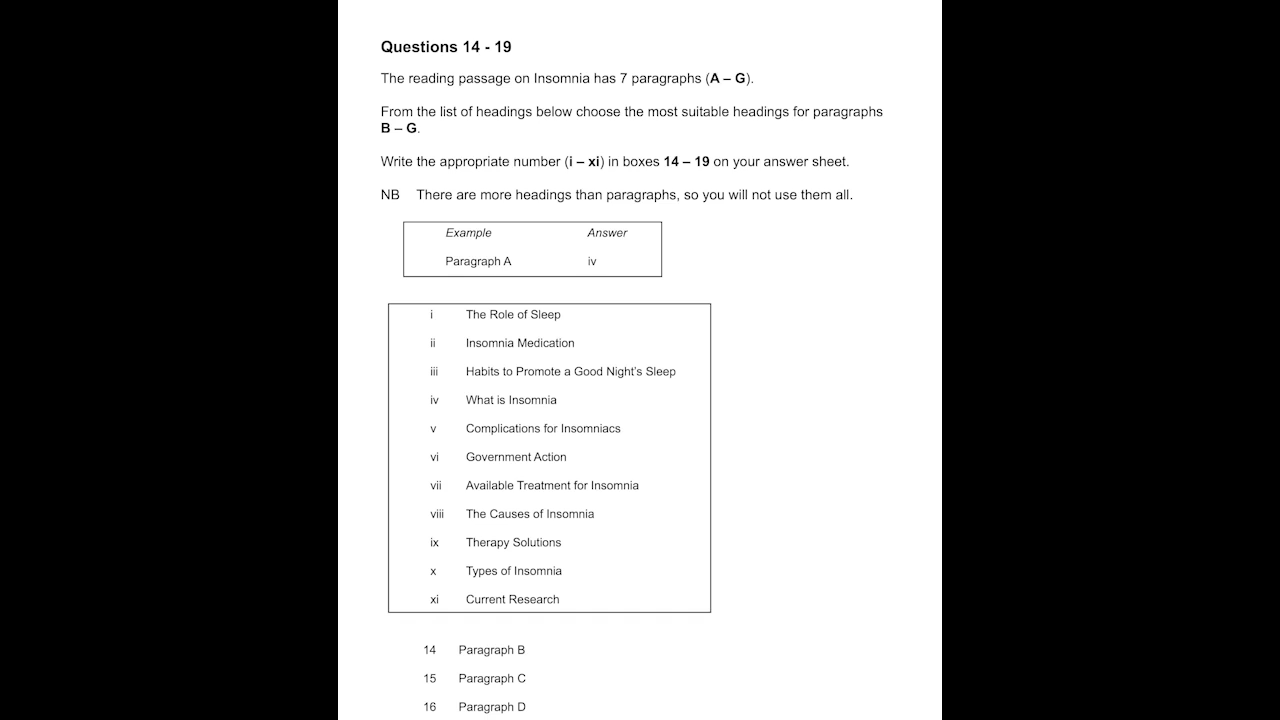 Questions 14 - 19
The reading passage on Insomnia has 7 paragraphs (A – G).
From the list of headings below choose the most suitable headings for paragraphs
B – G.
Write the appropriate number (i – xi) in boxes 14 – 19 on your answer sheet.
NB There are more headings than paragraphs, so you will not use them all.
Example Answer
Paragraph A iv
i The Role of Sleep
ii Insomnia Medication
iii Habits to Promote a Good Night's Sleep
iv What is Insomnia
v Complications for Insomniacs
vi Government Action
vii Available Treatment for Insomnia
viii The Causes of Insomnia
ix Therapy Solutions
x Types of Insomnia
xi Current Research
14 Paragraph B
15 Paragraph C
16 Paragraph D